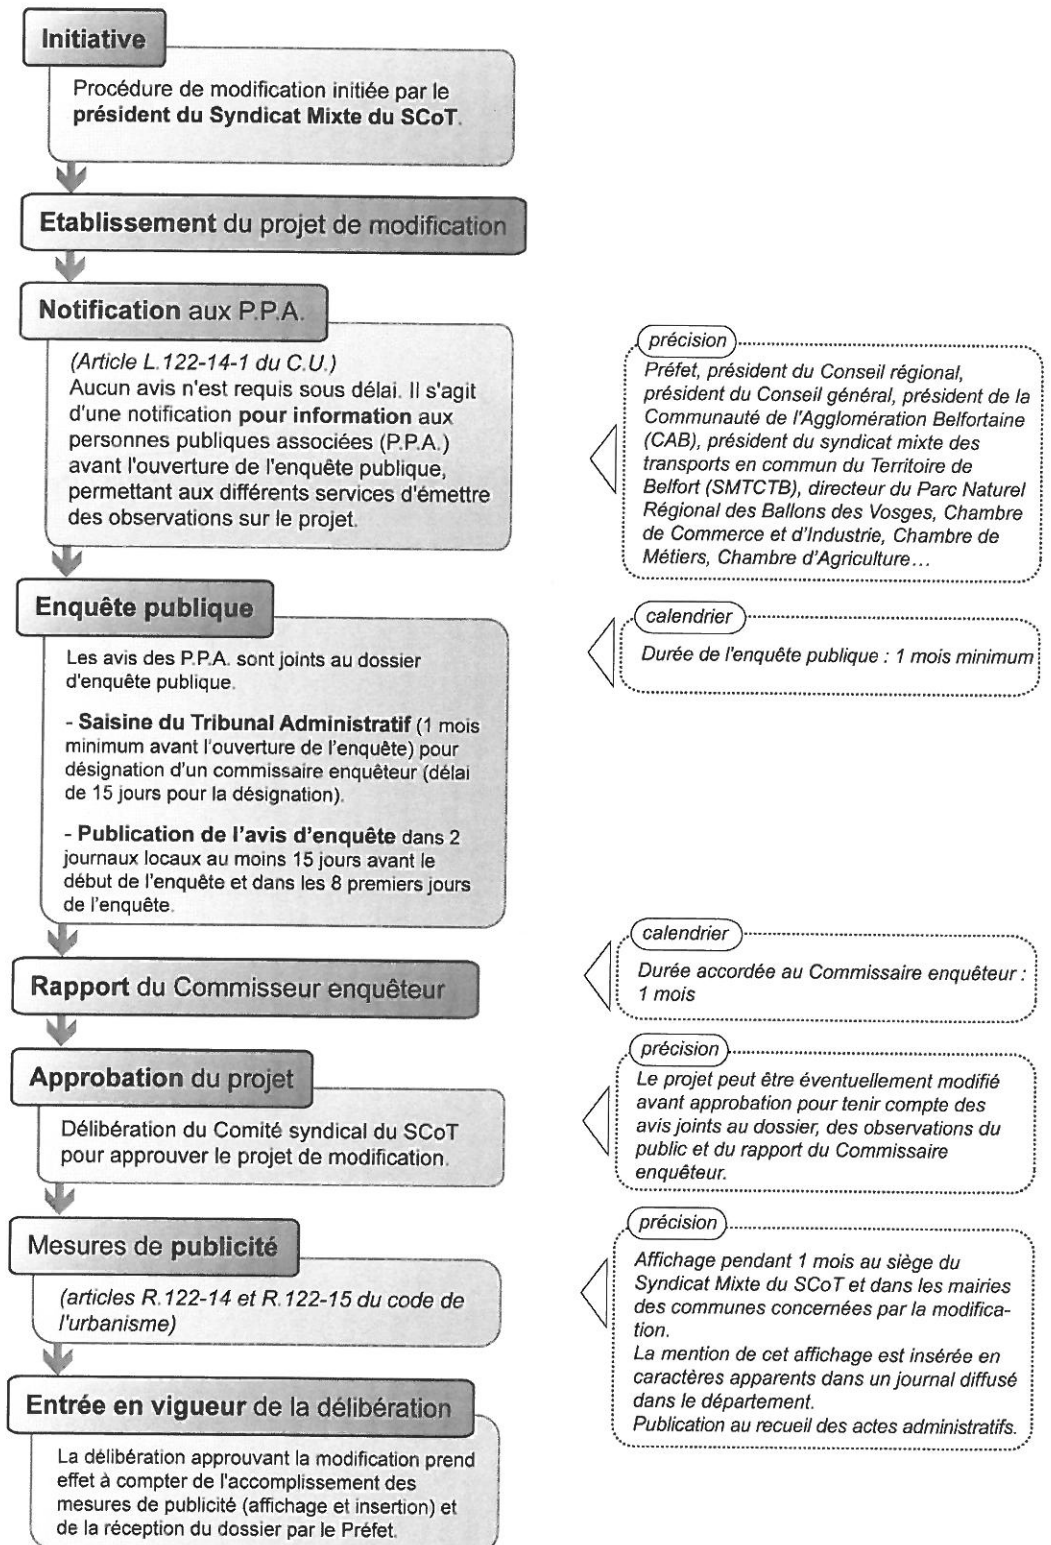 Initiative
Procédure de modification initiée par le
président du Syndicat Mixte du SCoT.
Etablissement du projet de modification
Notification aux P.P.A.
(Article L.122-14-1 du C.U.)
Aucun avis n'est requis sous délai. Il s'agit
d'une notification pour information aux
personnes publiques associées (P.P.A.)
avant l'ouverture de l'enquête publique,
permettant aux différents services d'émettre
des observations sur le projet.
précision
Préfet, président du Conseil régional,
président du Conseil général, président de la
Communauté de l'Agglomération Belfortaine
(CAB), président du syndicat mixte des
transports en commun du Territoire de
Belfort (SMTCTB), directeur du Parc Naturel
Régional des Ballons des Vosges, Chambre
de Commerce et d'Industrie, Chambre de
Métiers, Chambre d'Agriculture...
Enquête publique
Les avis des P.P.A. sont joints au dossier
d'enquête publique.
- Saisine du Tribunal Administratif (1 mois
minimum avant l'ouverture de l'enquête) pour
désignation d'un commissaire enquêteur (délai
de 15 jours pour la désignation).
- Publication de l'avis d'enquête dans 2
journaux locaux au moins 15 jours avant le
début de l'enquête et dans les 8 premiers jours
de l'enquête.
calendrier
Durée de l'enquête publique : 1 mois minimum
Rapport du Commisseur enquêteur
calendrier
Durée accordée au Commissaire enquêteur :
1 mois
Approbation du projet
Délibération du Comité syndical du SCoT
pour approuver le projet de modification.
précision
Le projet peut être éventuellement modifié
avant approbation pour tenir compte des
avis joints au dossier, des observations du
public et du rapport du Commissaire
enquêteur.
Mesures de publicité
(articles R.122-14 et R.122-15 du code de
l'urbanisme)
précision
Affichage pendant 1 mois au siège du
Syndicat Mixte du SCoT et dans les mairies
des communes concernées par la modifica-
tion.
La mention de cet affichage est insérée en
caractères apparents dans un journal diffusé
dans le département.
Publication au recueil des actes administratifs.
Entrée en vigueur de la délibération
La délibération approuvant la modification prend
effet à compter de l'accomplissement des
mesures de publicité (affichage et insertion) et
de la réception du dossier par le Préfet.